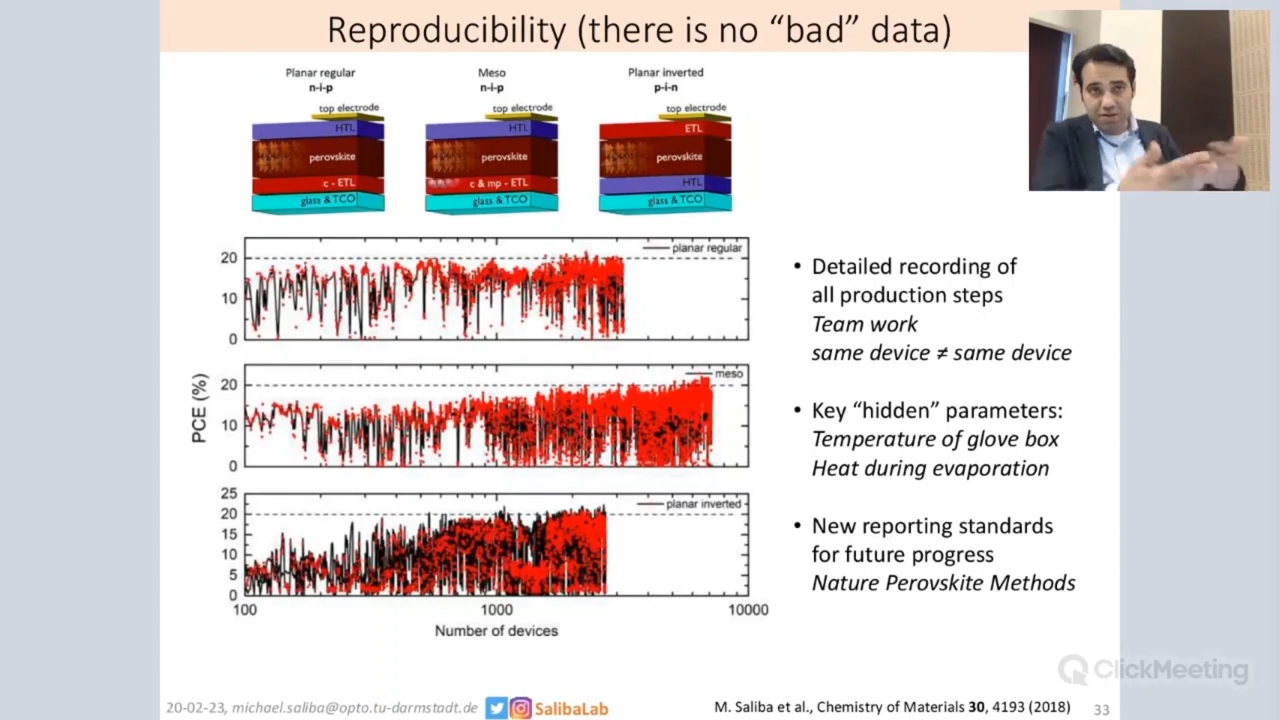 Reproducibility (there is no “bad” data)
Planar regular
n-i-p
top electrode
HTL
perovskite
c - ETL
glass & TCO
Meso
n-i-p
top electrode
HTL
perovskite
c & mp - ETL
glass & TCO
Planar inverted
p-i-n
top electrode
ETL
perovskite
HTL
glass & TCO
PCE (%)
20
10
0
planar regular
20
10
0
meso
25
20
15
10
5
0
planar inverted
100
1000
10000
Number of devices
• Detailed recording of
all production steps
Team work
same device ≠ same device
• Key “hidden” parameters:
Temperature of glove box
Heat during evaporation
• New reporting standards
for future progress
Nature Perovskite Methods
ClickMeeting
20-02-23, michael.saliba@opto.tu-darmstadt.de
SalibaLab
M. Saliba et al., Chemistry of Materials 30, 4193 (2018)
33